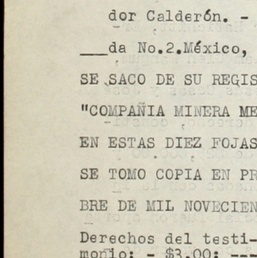 dor Calderón. -
___da No.2.México,
SE SACO DE SU REGIS
"COMPAÑIA MINERA ME
EN ESTAS DIEZ FOJAS
SE TOMO COPIA EN PR
BRE DE MIL NOVECIEN
Derechos del testi-
monio: - $3.00: ---